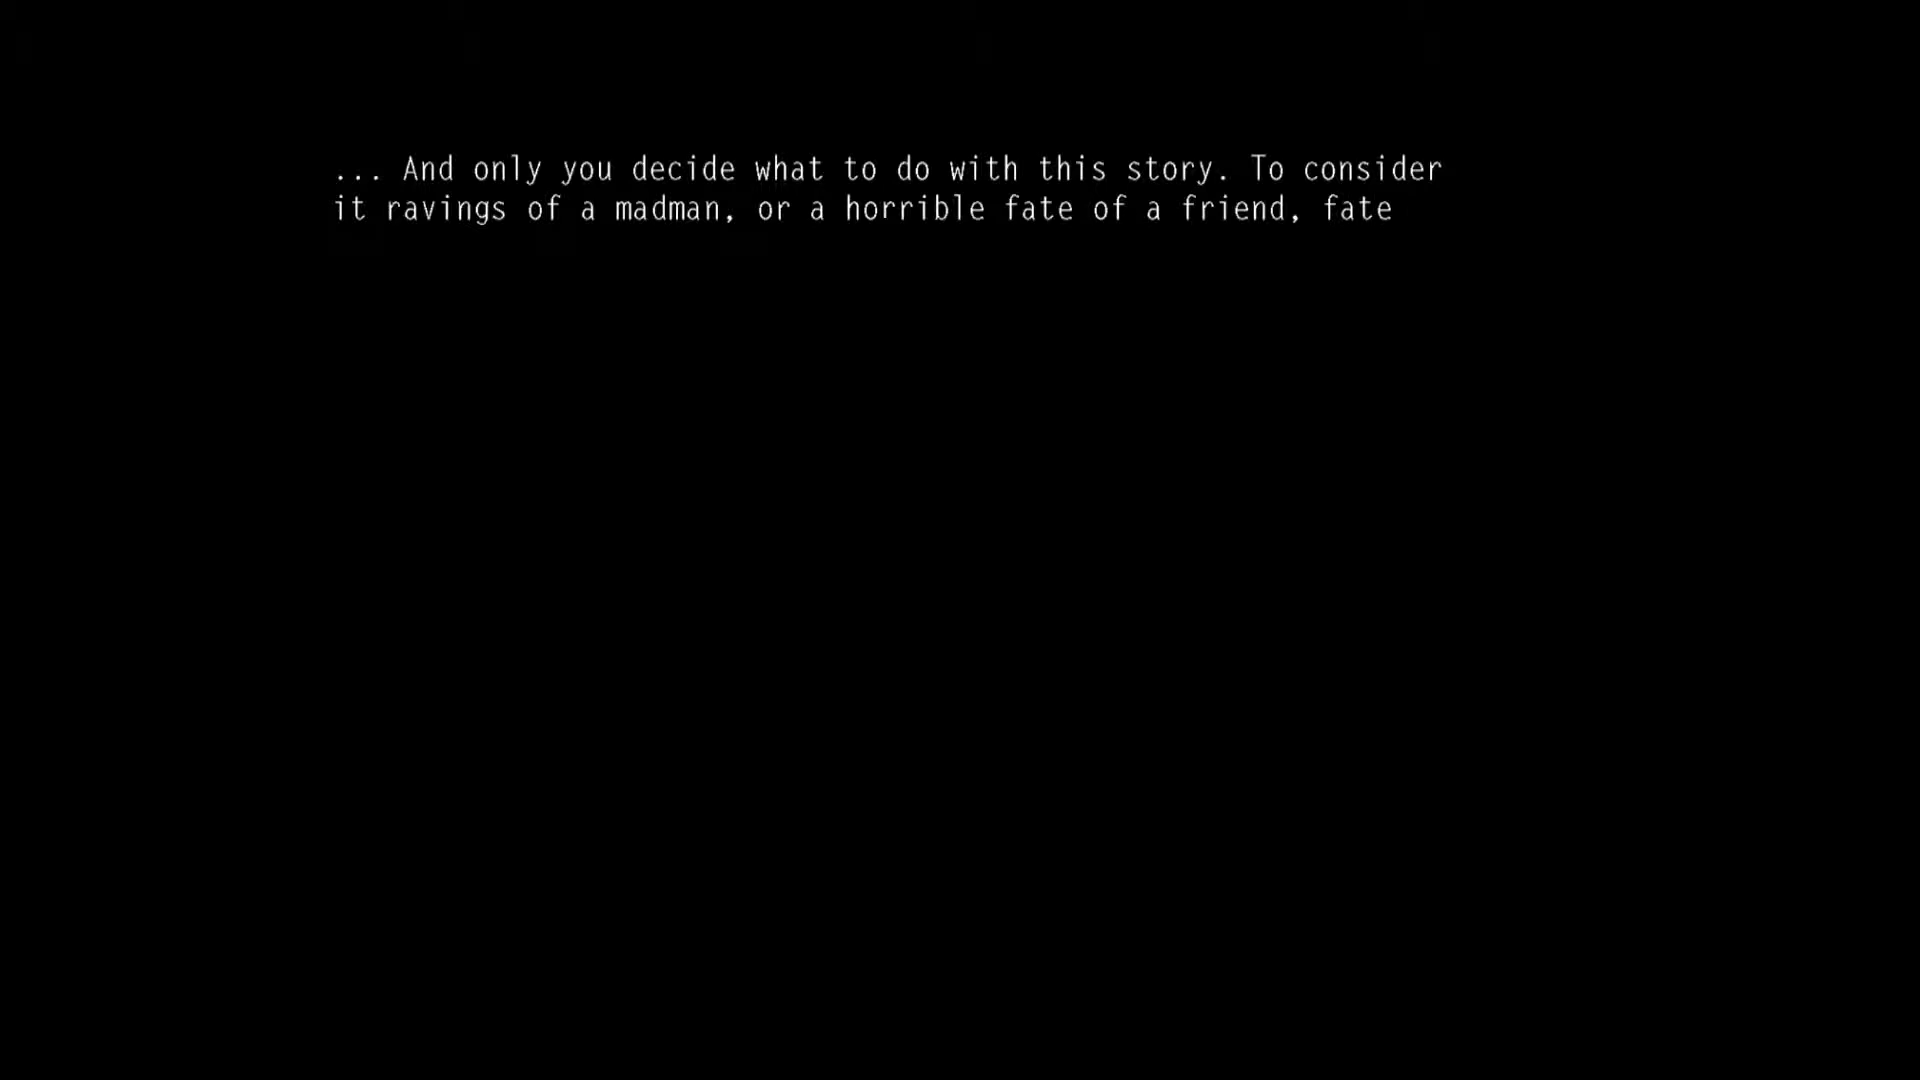 ... And only you decide what to do with this story. To consider
it ravings of a madman, or a horrible fate of a friend, fate